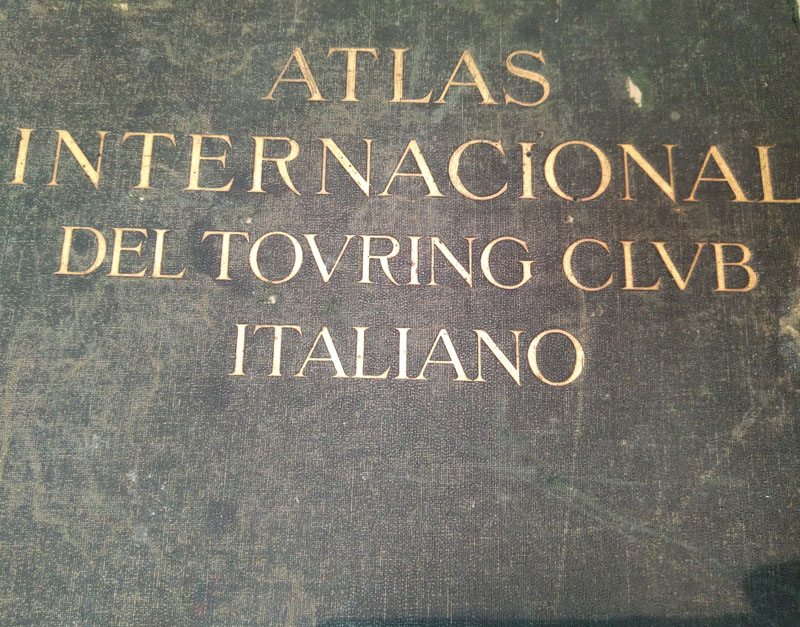 ATLAS
INTERNACIONAL
DEL TOVRING CLVB
ITALIANO